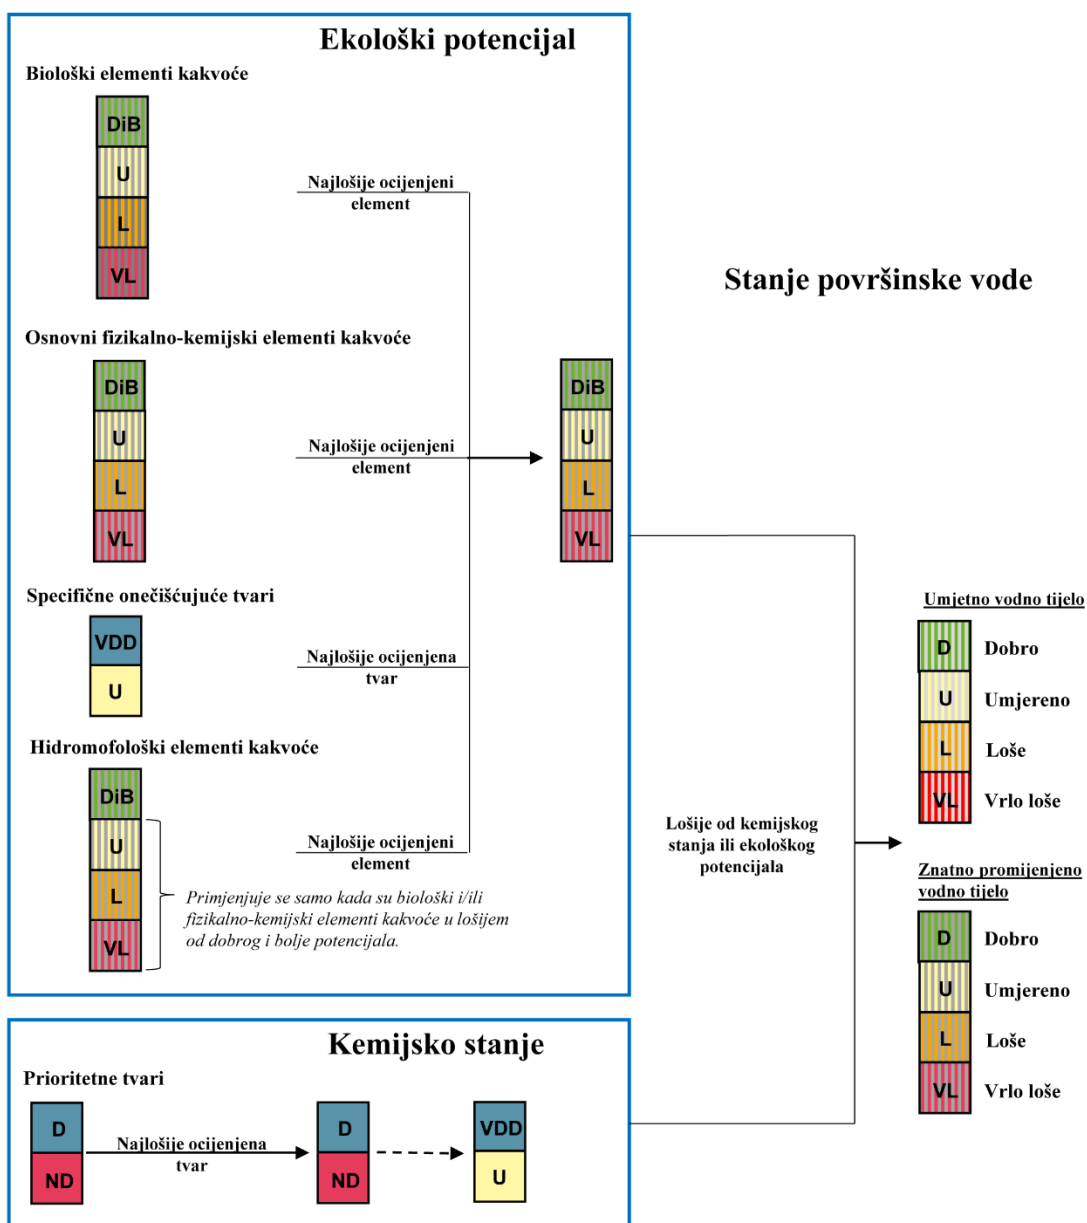 Ekološki potencijal
Biološki elementi kakvoće
DiB
U
L
VL
Najlošije ocijenjeni
element
Osnovni fizikalno-kemijski elementi kakvoće
DiB
U
L
VL
Najlošije ocijenjeni
element
DiB
U
L
VL
Specifične onečišćujuće tvari
VDD
U
Najlošije ocijenjena
tvar
Hidromofološki elementi kakvoće
DiB
U
L
VL
Najlošije ocijenjeni
element
Primjenjuje se samo kada su biološki i/ili
fizikalno-kemijski elementi kakvoće u lošijem
od dobrog i bolje potencijala.
Kemijsko stanje
Prioritetne tvari
D
ND
Najlošije ocijenjena
tvar
D
ND
VDD
U
Stanje površinske vode
Lošije od kemijskog
stanja ili ekološkog
potencijala
Umjetno vodno tijelo
D Dobro
U Umjereno
L Loše
VL Vrlo loše
Znatno promijenjeno
vodno tijelo
D Dobro
U Umjereno
L Loše
VL Vrlo loše